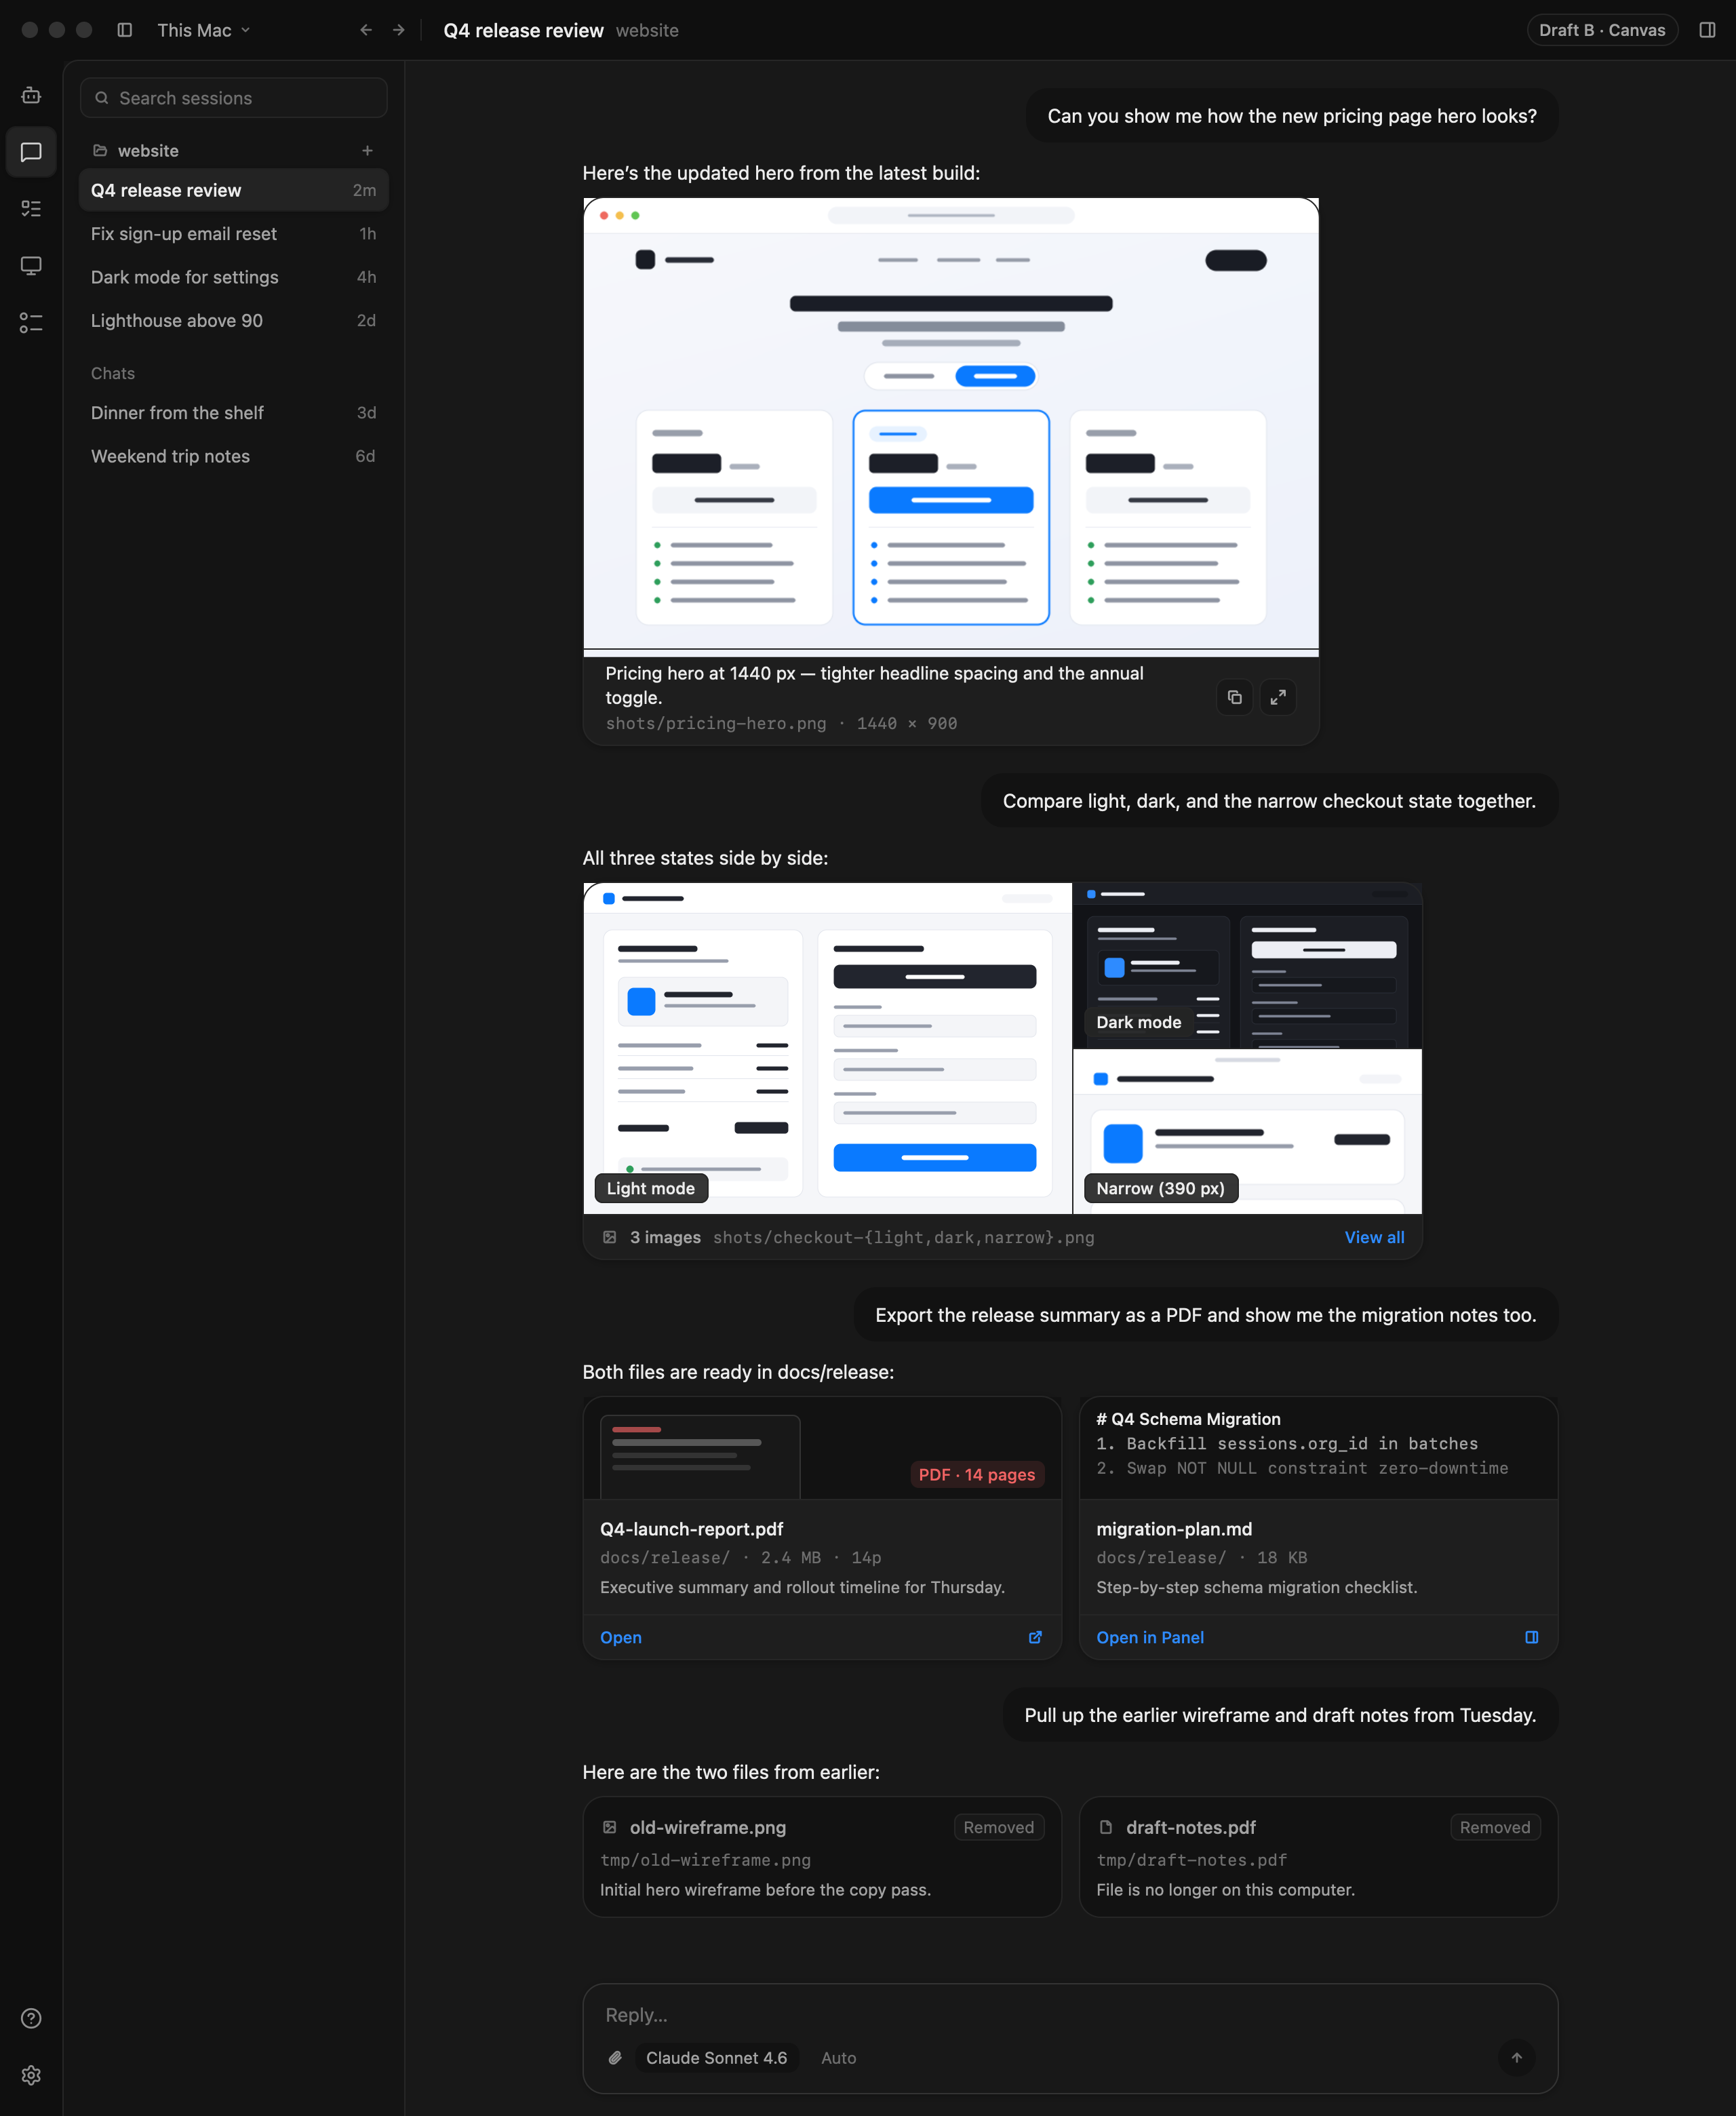 This Mac
Q4 release review website
Draft B · Canvas
Search sessions
website
Q4 release review 2m
Fix sign-up email reset 1h
Dark mode for settings 4h
Lighthouse above 90 2d
Chats
Dinner from the shelf 3d
Weekend trip notes 6d
Can you show me how the new pricing page hero looks?
Here’s the updated hero from the latest build:
Pricing hero at 1440 px — tighter headline spacing and the annual
toggle.
shots/pricing-hero.png · 1440 × 900
Compare light, dark, and the narrow checkout state together.
All three states side by side:
Light mode
Dark mode
Narrow (390 px)
3 images shots/checkout-{light,dark,narrow}.png
View all
Export the release summary as a PDF and show me the migration notes too.
Both files are ready in docs/release:
PDF · 14 pages
Q4-launch-report.pdf
docs/release/ · 2.4 MB · 14p
Executive summary and rollout timeline for Thursday.
Open
# Q4 Schema Migration
1. Backfill sessions.org_id in batches
2. Swap NOT NULL constraint zero-downtime
migration-plan.md
docs/release/ · 18 KB
Step-by-step schema migration checklist.
Open in Panel
Pull up the earlier wireframe and draft notes from Tuesday.
Here are the two files from earlier:
old-wireframe.png Removed
tmp/old-wireframe.png
Initial hero wireframe before the copy pass.
draft-notes.pdf Removed
tmp/draft-notes.pdf
File is no longer on this computer.
Reply...
Claude Sonnet 4.6 Auto